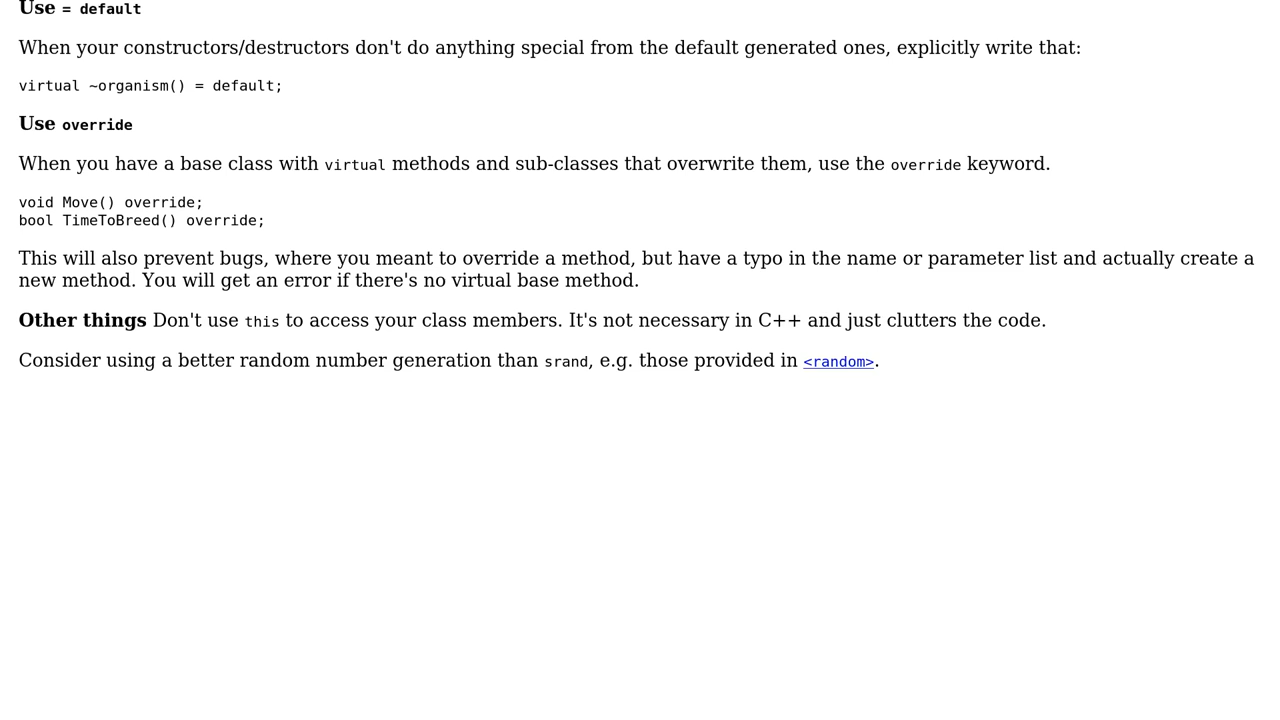 Use = default
When your constructors/destructors don't do anything special from the default generated ones, explicitly write that:
virtual ~organism() = default;
Use override
When you have a base class with virtual methods and sub-classes that overwrite them, use the override keyword.
void Move() override;
bool TimeToBreed() override;
This will also prevent bugs, where you meant to override a method, but have a typo in the name or parameter list and actually create a
new method. You will get an error if there's no virtual base method.
Other things Don't use this to access your class members. It's not necessary in C++ and just clutters the code.
Consider using a better random number generation than srand, e.g. those provided in <random>.